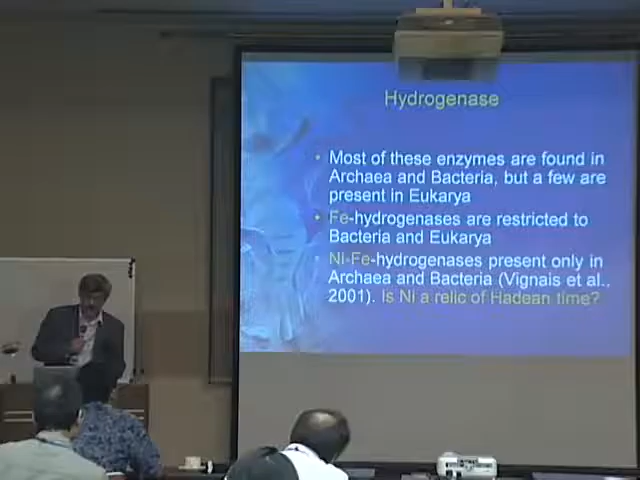 Hydrogenase
• Most of these enzymes are found in
Archaea and Bacteria, but a few are
present in Eukarya
• Fe-hydrogenases are restricted to
Bacteria and Eukarya
• Ni-Fe-hydrogenases present only in
Archaea and Bacteria (Vignais et al.,
2001). Is Ni a relic of Hadean time?